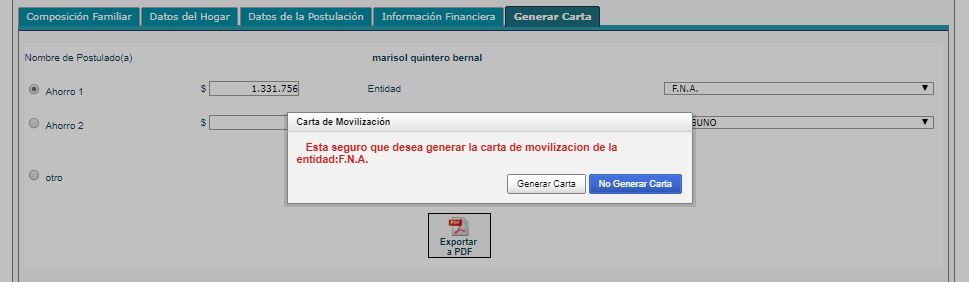 Composición Familiar
Datos del Hogar
Datos de la Postulación
Información Financiera
Generar Carta
Nombre de Postulado(a)
marisol quintero bernal
Ahorro 1
$
1.331.756
Entidad
F.N.A.
Ahorro 2
$
Carta de Movilización
Esta seguro que desea generar la carta de movilizacion de la
entidad:F.N.A.
otro
Generar Carta
No Generar Carta
PDF
Exportar
a PDF